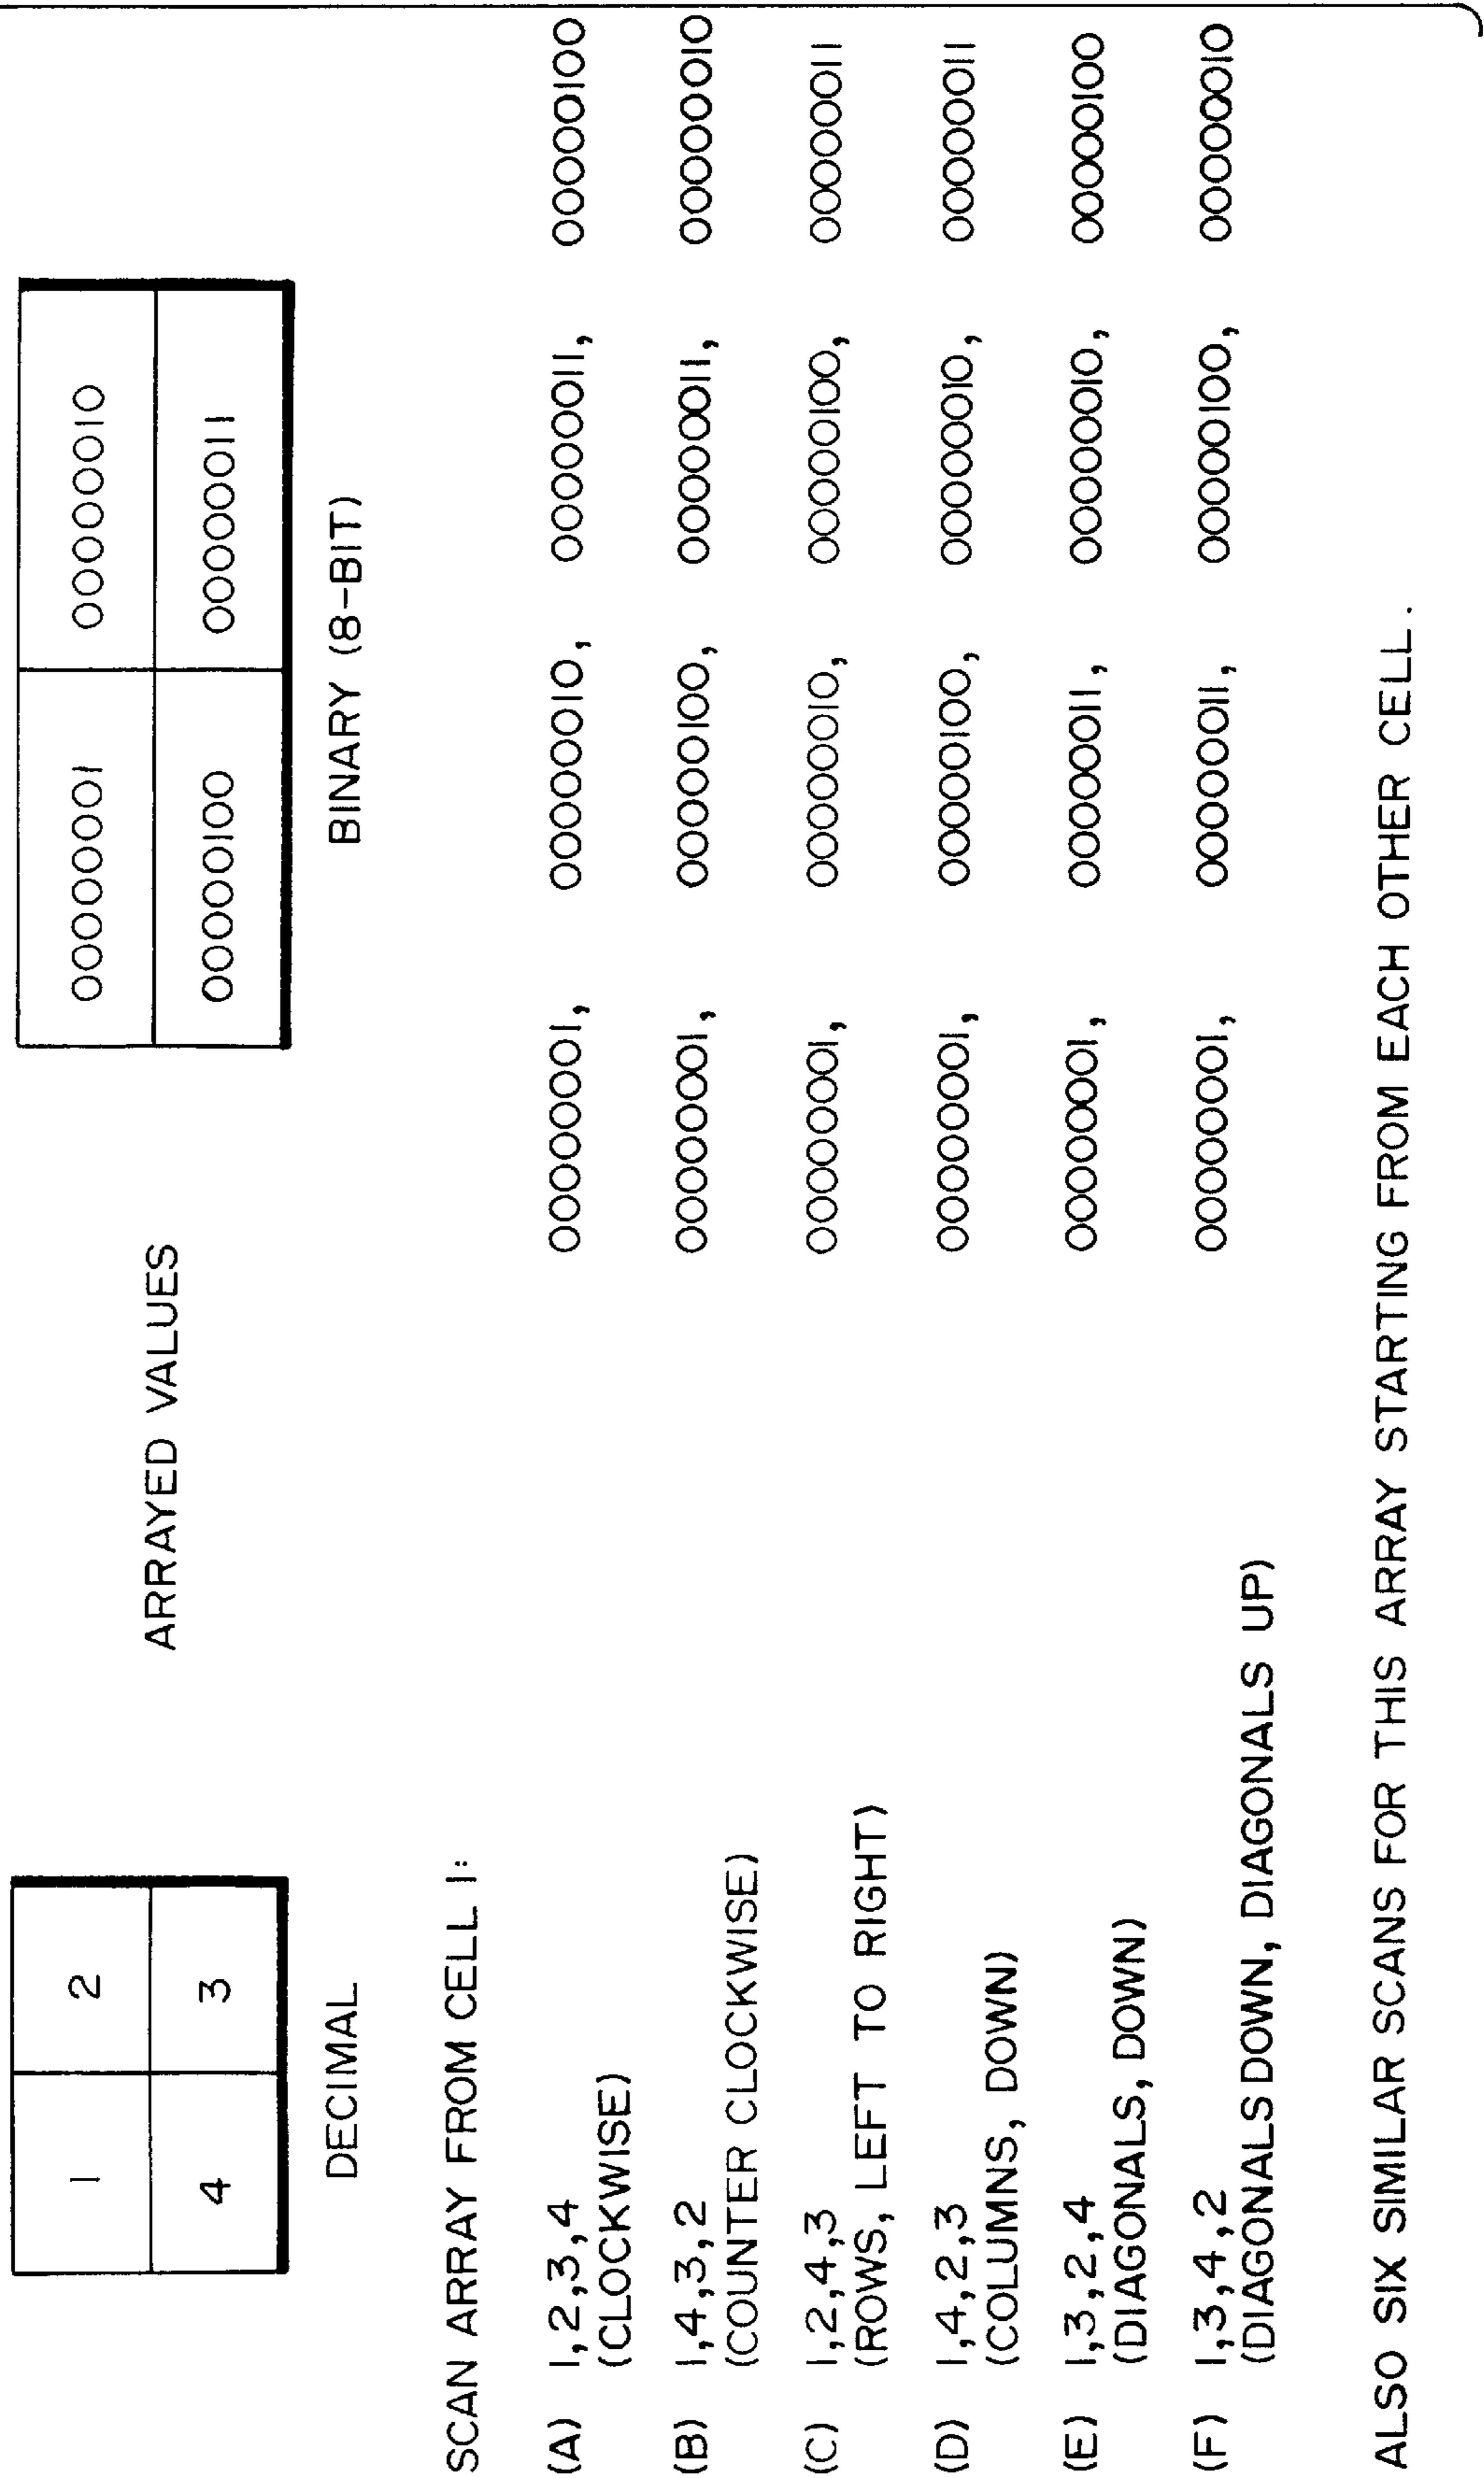 1 2
4 3
DECIMAL
ARRAYED VALUES
00000001 00000010
00000100 00000011
BINARY (8-BIT)
SCAN ARRAY FROM CELL 1:
(A) 1,2,3,4 00000001, 00000010, 00000011, 00000100
(CLOCKWISE)
(B) 1,4,3,2 00000001, 00000100, 00000011, 00000010
(COUNTER CLOCKWISE)
(C) 1,2,4,3 00000001, 00000010, 00000100, 00000011
(ROWS, LEFT TO RIGHT)
(D) 1,4,2,3 00000001, 00000100, 00000010, 00000011
(COLUMNS, DOWN)
(E) 1,3,2,4 00000001, 00000011, 00000010, 00000100
(DIAGONALS, DOWN)
(F) 1,3,4,2 00000001, 00000011, 00000100, 00000010
(DIAGONALS DOWN, DIAGONALS UP)
ALSO SIX SIMILAR SCANS FOR THIS ARRAY STARTING FROM EACH OTHER CELL.